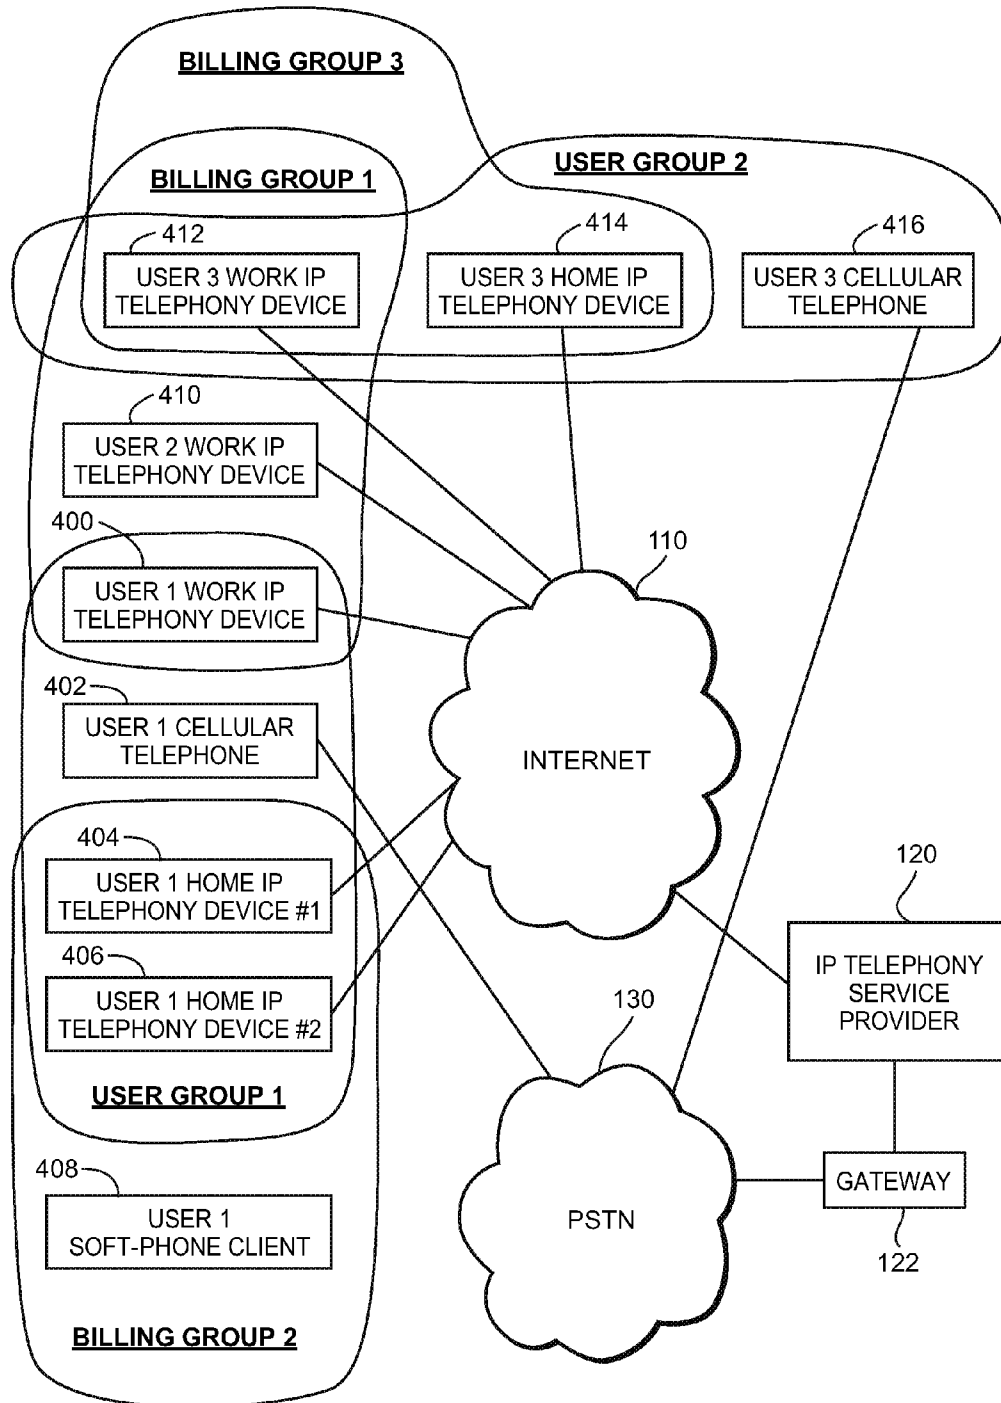 BILLING GROUP 3
BILLING GROUP 1
USER GROUP 2
412
USER 3 WORK IP
TELEPHONY DEVICE
414
USER 3 HOME IP
TELEPHONY DEVICE
416
USER 3 CELLULAR
TELEPHONE
410
USER 2 WORK IP
TELEPHONY DEVICE
400
USER 1 WORK IP
TELEPHONY DEVICE
110
INTERNET
402
USER 1 CELLULAR
TELEPHONE
404
USER 1 HOME IP
TELEPHONY DEVICE #1
406
USER 1 HOME IP
TELEPHONY DEVICE #2
USER GROUP 1
120
IP TELEPHONY
SERVICE
PROVIDER
130
PSTN
GATEWAY
122
408
USER 1
SOFT-PHONE CLIENT
BILLING GROUP 2